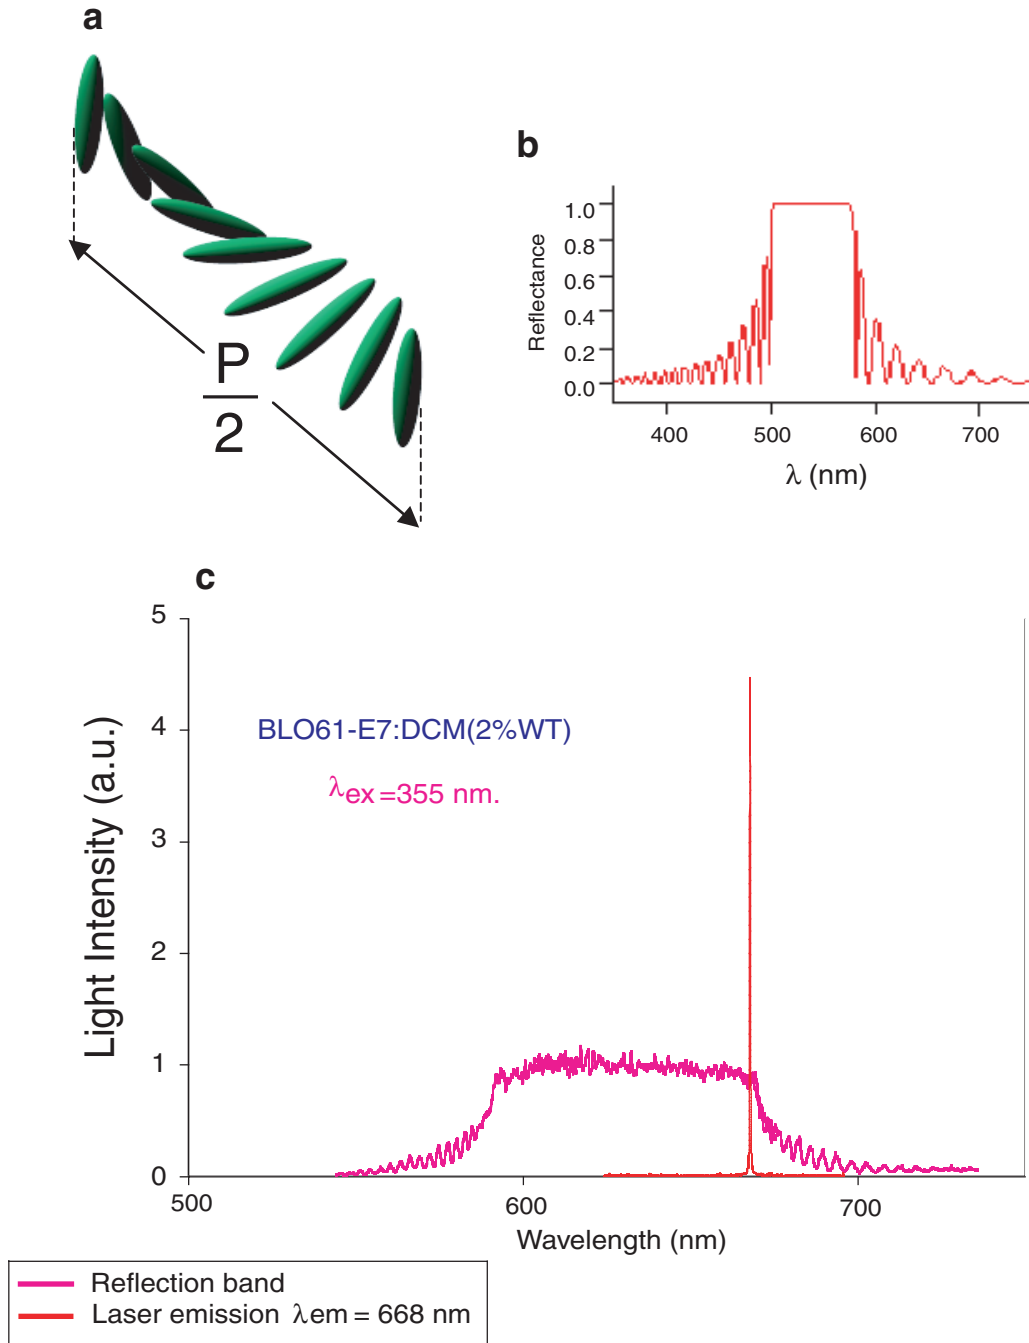 a
P
2
b
1.0
0.8
0.6
0.4
0.2
0.0
Reflectance
400 500 600 700
λ (nm)
c
5
4
3
2
1
0
Light Intensity (a.u.)
BLO61-E7:DCM(2%WT)
λex=355 nm.
500 600 700
Wavelength (nm)
Reflection band
Laser emission λem = 668 nm